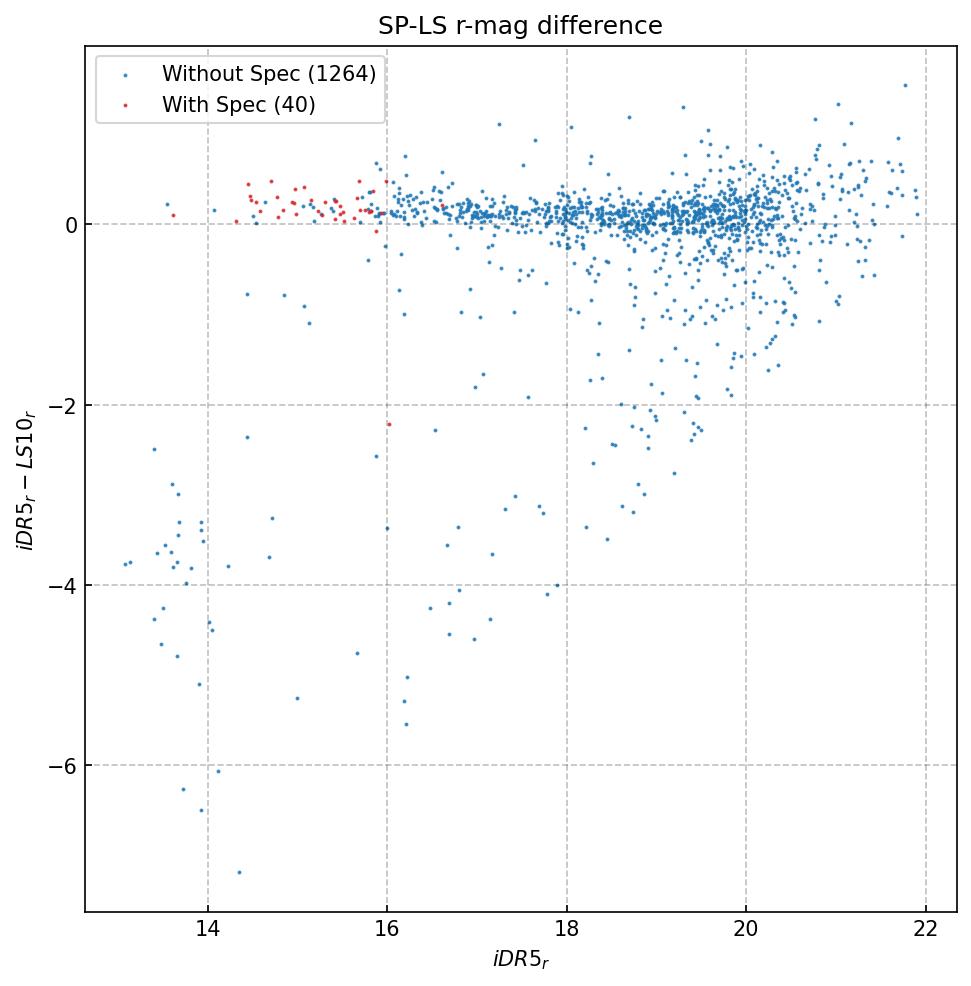 SP-LS r-mag difference
Without Spec (1264)
With Spec (40)
0
−2
−4
−6
iDR5r − LS10r
14
16
18
20
22
iDR5r